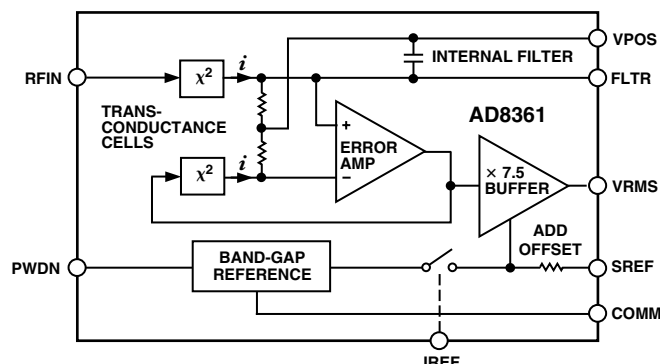 VPOS
RFIN
χ²
i
INTERNAL FILTER
FLTR
TRANS-
CONDUCTANCE
CELLS
AD8361
+
ERROR
AMP
−
χ²
i
× 7.5
BUFFER
VRMS
ADD
OFFSET
PWDN
BAND-GAP
REFERENCE
SREF
COMM
IREF